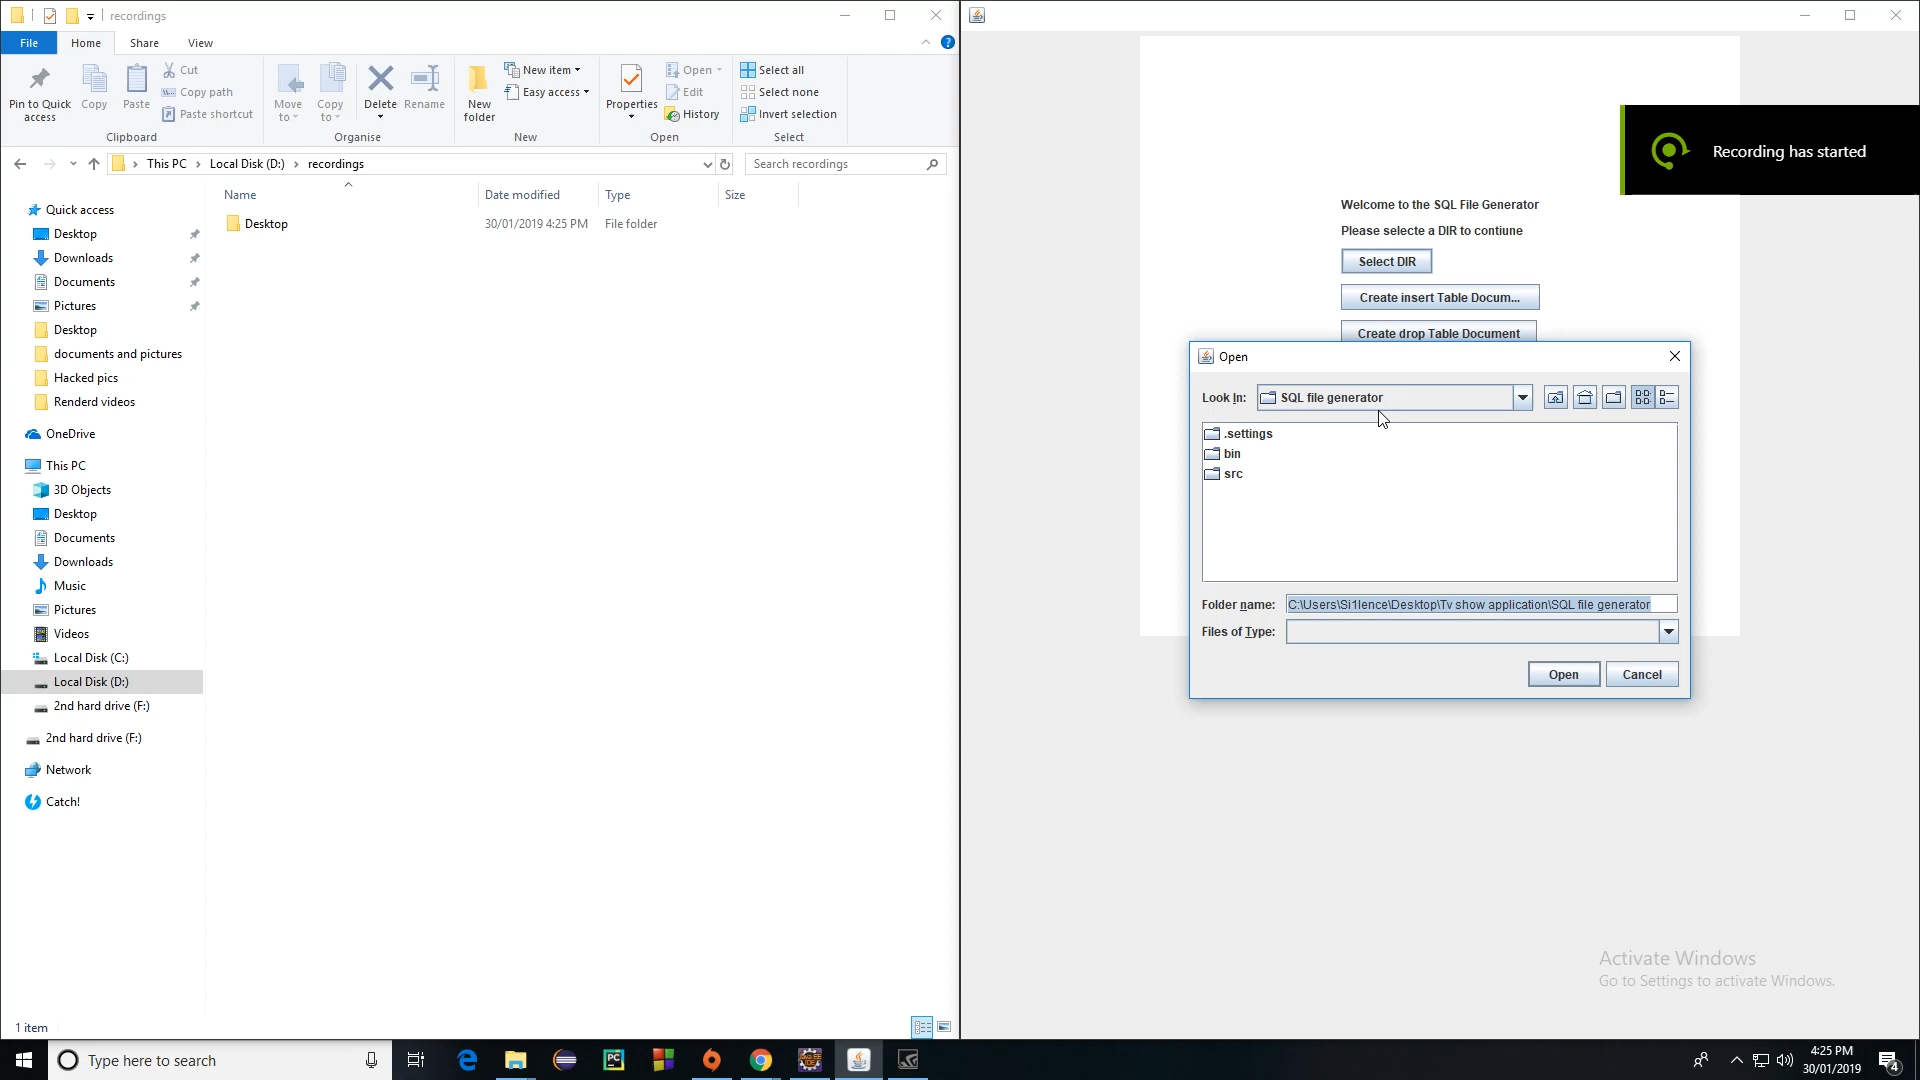 recordings
File
Home
Share
View
Pin to Quick access
Copy
Paste
Cut
Copy path
Paste shortcut
Clipboard
Move to
Copy to
Delete
Rename
Organise
New folder
New item
Easy access
New
Properties
Open
Edit
History
Open
Select all
Select none
Invert selection
Select
This PC > Local Disk (D:) > recordings
Search recordings
Name
Date modified
Type
Size
Desktop
30/01/2019 4:25 PM
File folder
Quick access
Desktop
Downloads
Documents
Pictures
Desktop
documents and pictures
Hacked pics
Renderd videos
OneDrive
This PC
3D Objects
Desktop
Documents
Downloads
Music
Pictures
Videos
Local Disk (C:)
Local Disk (D:)
2nd hard drive (F:)
2nd hard drive (F:)
Network
Catch!
1 item
Recording has started
Welcome to the SQL File Generator
Please selecte a DIR to contiune
Select DIR
Create insert Table Docum...
Create drop Table Document
Open
Look In:
SQL file generator
.settings
bin
src
Folder name:
C:\Users\Si1lence\Desktop\Tv show application\SQL file generator
Files of Type:
Open
Cancel
Activate Windows
Go to Settings to activate Windows.
Type here to search
PC
4:25 PM
30/01/2019
4